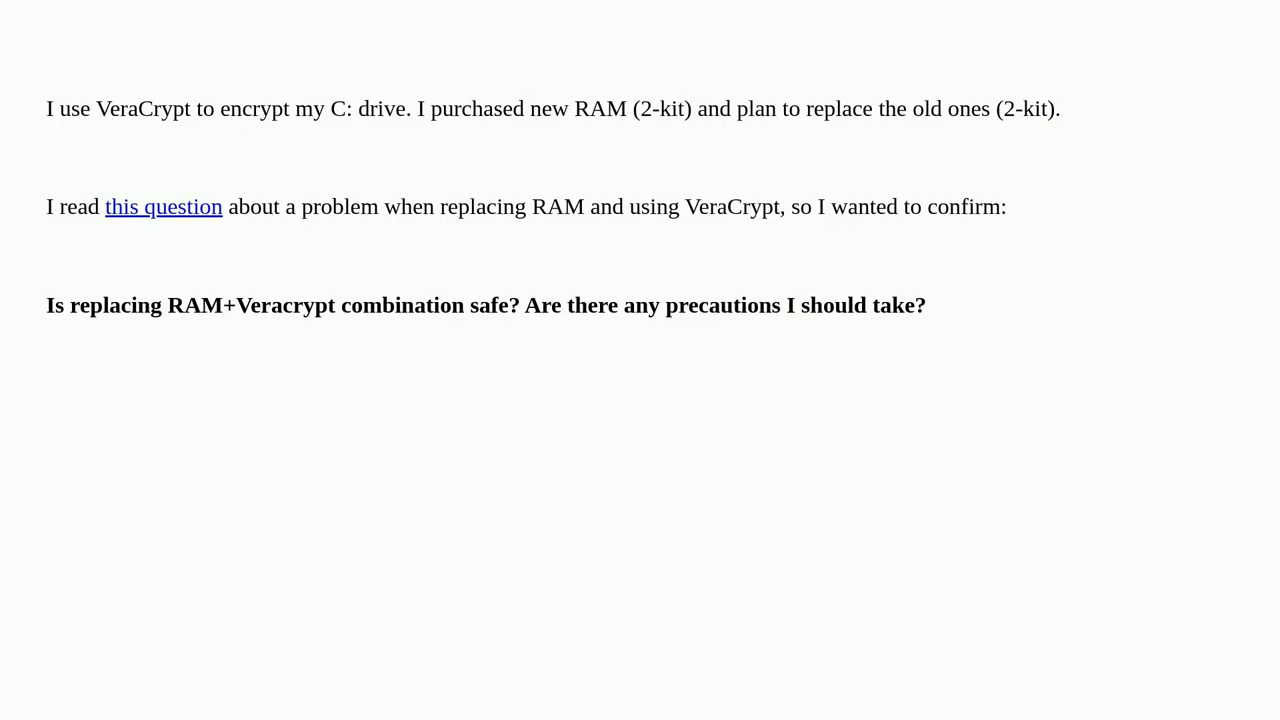 I use VeraCrypt to encrypt my C: drive. I purchased new RAM (2-kit) and plan to replace the old ones (2-kit).
I read this question about a problem when replacing RAM and using VeraCrypt, so I wanted to confirm:
Is replacing RAM+Veracrypt combination safe? Are there any precautions I should take?